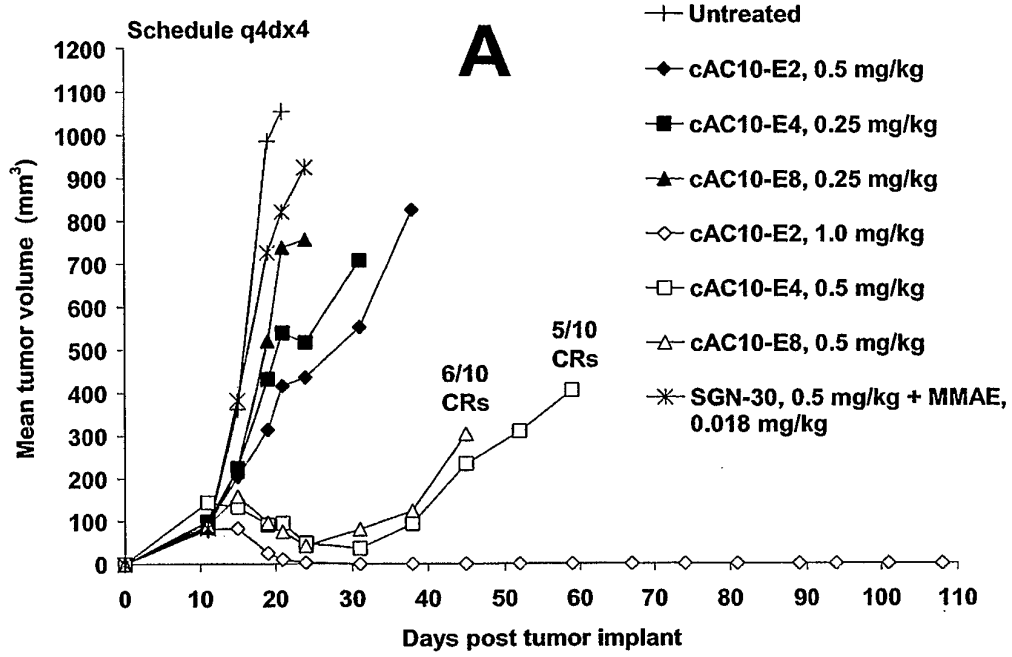 Schedule q4dx4
A
1200
1100
1000
900
800
700
600
500
400
300
200
100
0
Mean tumor volume (mm³)
0 10 20 30 40 50 60 70 80 90 100 110
Days post tumor implant
6/10
CRs
5/10
CRs
Untreated
cAC10-E2, 0.5 mg/kg
cAC10-E4, 0.25 mg/kg
cAC10-E8, 0.25 mg/kg
cAC10-E2, 1.0 mg/kg
cAC10-E4, 0.5 mg/kg
cAC10-E8, 0.5 mg/kg
SGN-30, 0.5 mg/kg + MMAE,
0.018 mg/kg